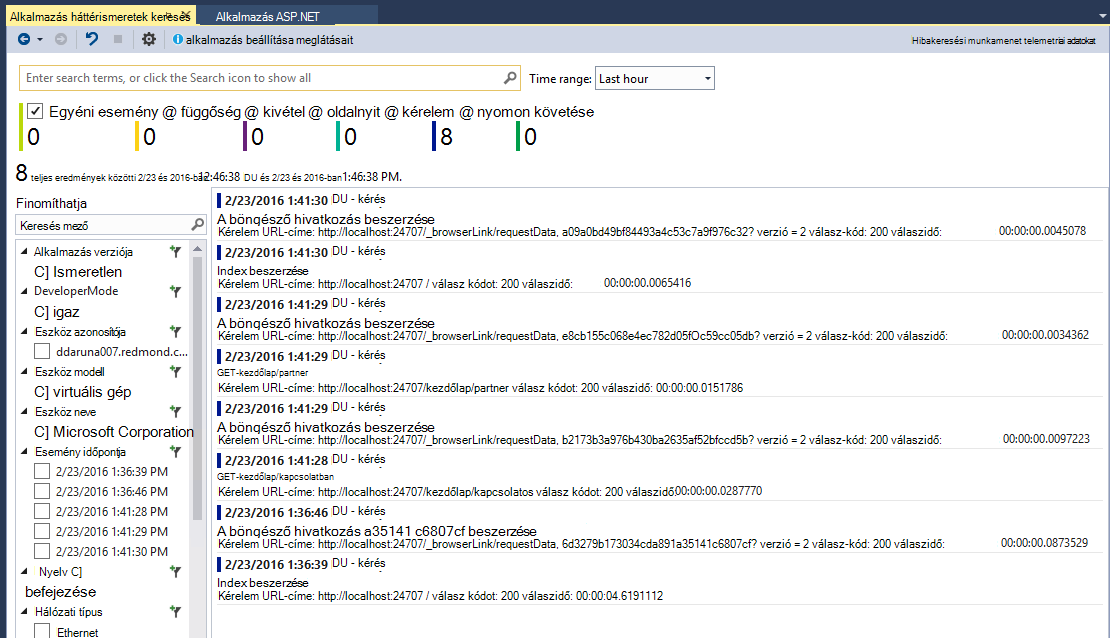 Alkalmazás háttérismeretek keresés
Alkalmazás ASP.NET
alkalmazás beállítása meglátásait
Hibakeresési munkamenet telemetriai adatokat
Enter search terms, or click the Search icon to show all
Time range: Last hour
Egyéni esemény @ függőség @ kivétel @ oldalnyit @ kérelem @ nyomon követése
0 0 0 0 8 0
8 teljes eredmények közötti 2/23 és 2016-ban 12:46:38 DU és 2/23 és 2016-ban 1:46:38 PM.
Finomíthatja
Keresés mező
Alkalmazás verziója
C] Ismeretlen
DeveloperMode
C] igaz
Eszköz azonosítója
ddaruna007.redmond.c...
Eszköz modell
C] virtuális gép
Eszköz neve
C] Microsoft Corporation
Esemény időpontja
2/23/2016 1:36:39 PM
2/23/2016 1:36:46 PM
2/23/2016 1:41:28 PM
2/23/2016 1:41:29 PM
2/23/2016 1:41:30 PM
Nyelv C]
befejezése
Hálózati típus
Ethernet
2/23/2016 1:41:30 DU - kérés
A böngésző hivatkozás beszerzése
Kérelem URL-címe: http://localhost:24707/_browserLink/requestData, a09a0bd49bf84493a4c53c7a9f976c32? verzió = 2 válasz-kód: 200 válaszidő: 00:00:00.0045078
2/23/2016 1:41:30 DU - kérés
Index beszerzése
Kérelem URL-címe: http://localhost:24707 / válasz kódot: 200 válaszidő: 00:00:00.0065416
2/23/2016 1:41:29 DU - kérés
A böngésző hivatkozás beszerzése
Kérelem URL-címe: http://localhost:24707/_browserLink/requestData, e8cb155c068e4ec782d05fOc59cc05db? verzió = 2 válasz-kód: 200 válaszidő: 00:00:00.0034362
2/23/2016 1:41:29 DU - kérés
GET-kezdőlap/partner
Kérelem URL-címe: http://localhost:24707/kezdőlap/partner válasz kódot: 200 válaszidő: 00:00:00.0151786
2/23/2016 1:41:29 DU - kérés
A böngésző hivatkozás beszerzése
Kérelem URL-címe: http://localhost:24707/_browserLink/requestData, b2173b3a976b430ba2635af52bfccd5b? verzió = 2 válasz-kód: 200 válaszidő: 00:00:00.0097223
2/23/2016 1:41:28 DU - kérés
GET-kezdőlap/kapcsolatban
Kérelem URL-címe: http://localhost:24707/kezdőlap/kapcsolatos válasz kódot: 200 válaszidő: 00:00:00.0287770
2/23/2016 1:36:46 DU - kérés
A böngésző hivatkozás a35141 c6807cf beszerzése
Kérelem URL-címe: http://localhost:24707/_browserLink/requestData, 6d3279b173034cda891a35141c6807cf? verzió = 2 válasz-kód: 200 válaszidő: 00:00:00.0873529
2/23/2016 1:36:39 DU - kérés
Index beszerzése
Kérelem URL-címe: http://localhost:24707 / válasz kódot: 200 válaszidő: 00:00:04.6191112